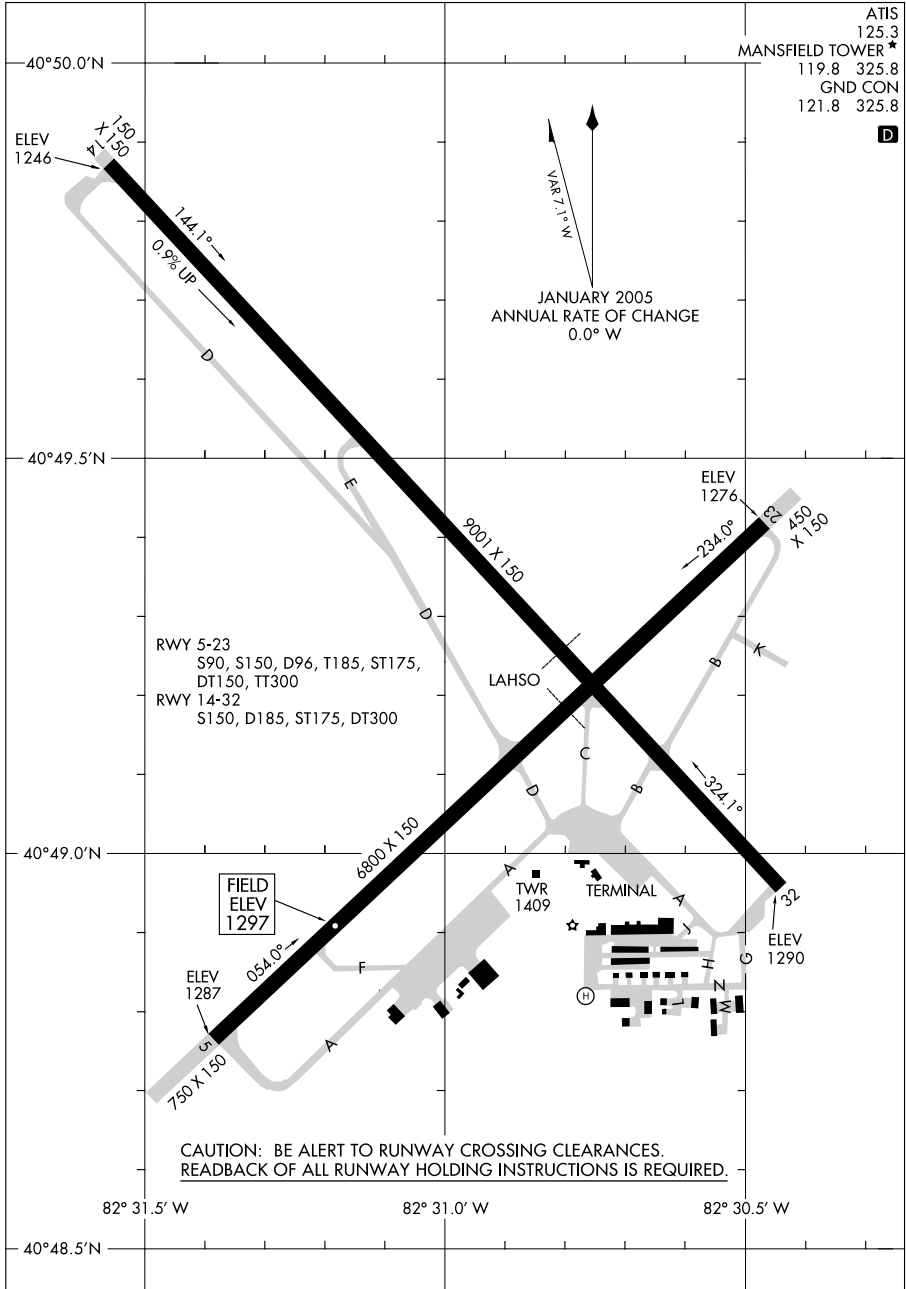 ATIS
125.3
MANSFIELD TOWER ★
119.8 325.8
GND CON
121.8 325.8
D
40°50.0'N
150
X 150
ELEV
1246
14
144.1°
0.9% UP
VAR 7.1° W
JANUARY 2005
ANNUAL RATE OF CHANGE
0.0° W
D
40°49.5'N
E
9001 X 150
ELEV
1276
23
450
X 150
234.0°
D
B
K
RWY 5-23
S90, S150, D96, T185, ST175,
DT150, TT300
RWY 14-32
S150, D185, ST175, DT300
LAHSO
C
D
B
324.1°
40°49.0'N
6800 X 150
A
TWR
1409
TERMINAL
A
32
FIELD
ELEV
1297
J
ELEV
1290
054.0°
F
H
G
ELEV
1287
H
L
M
N
5
A
750 X 150
CAUTION: BE ALERT TO RUNWAY CROSSING CLEARANCES.
READBACK OF ALL RUNWAY HOLDING INSTRUCTIONS IS REQUIRED.
82° 31.5' W
82° 31.0' W
82° 30.5' W
40°48.5'N